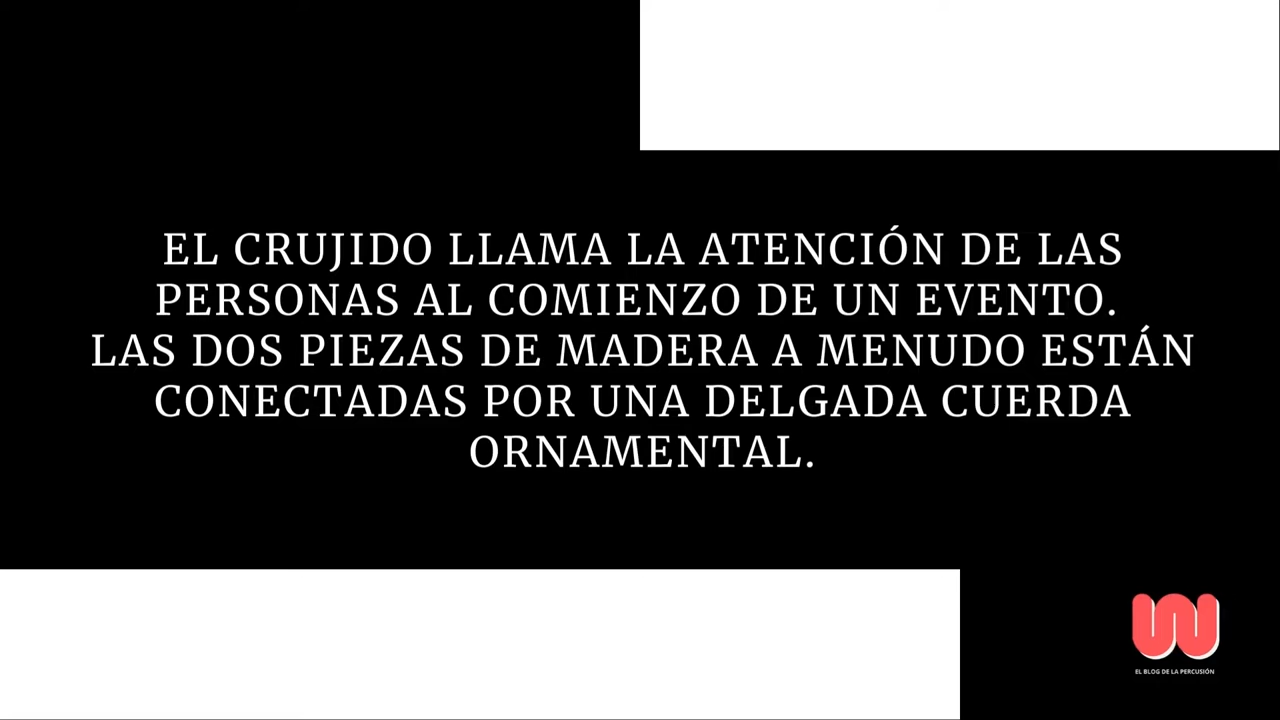 EL CRUJIDO LLAMA LA ATENCIÓN DE LAS
PERSONAS AL COMIENZO DE UN EVENTO.
LAS DOS PIEZAS DE MADERA A MENUDO ESTÁN
CONECTADAS POR UNA DELGADA CUERDA
ORNAMENTAL.
EL BLOG DE LA PERCUSIÓN